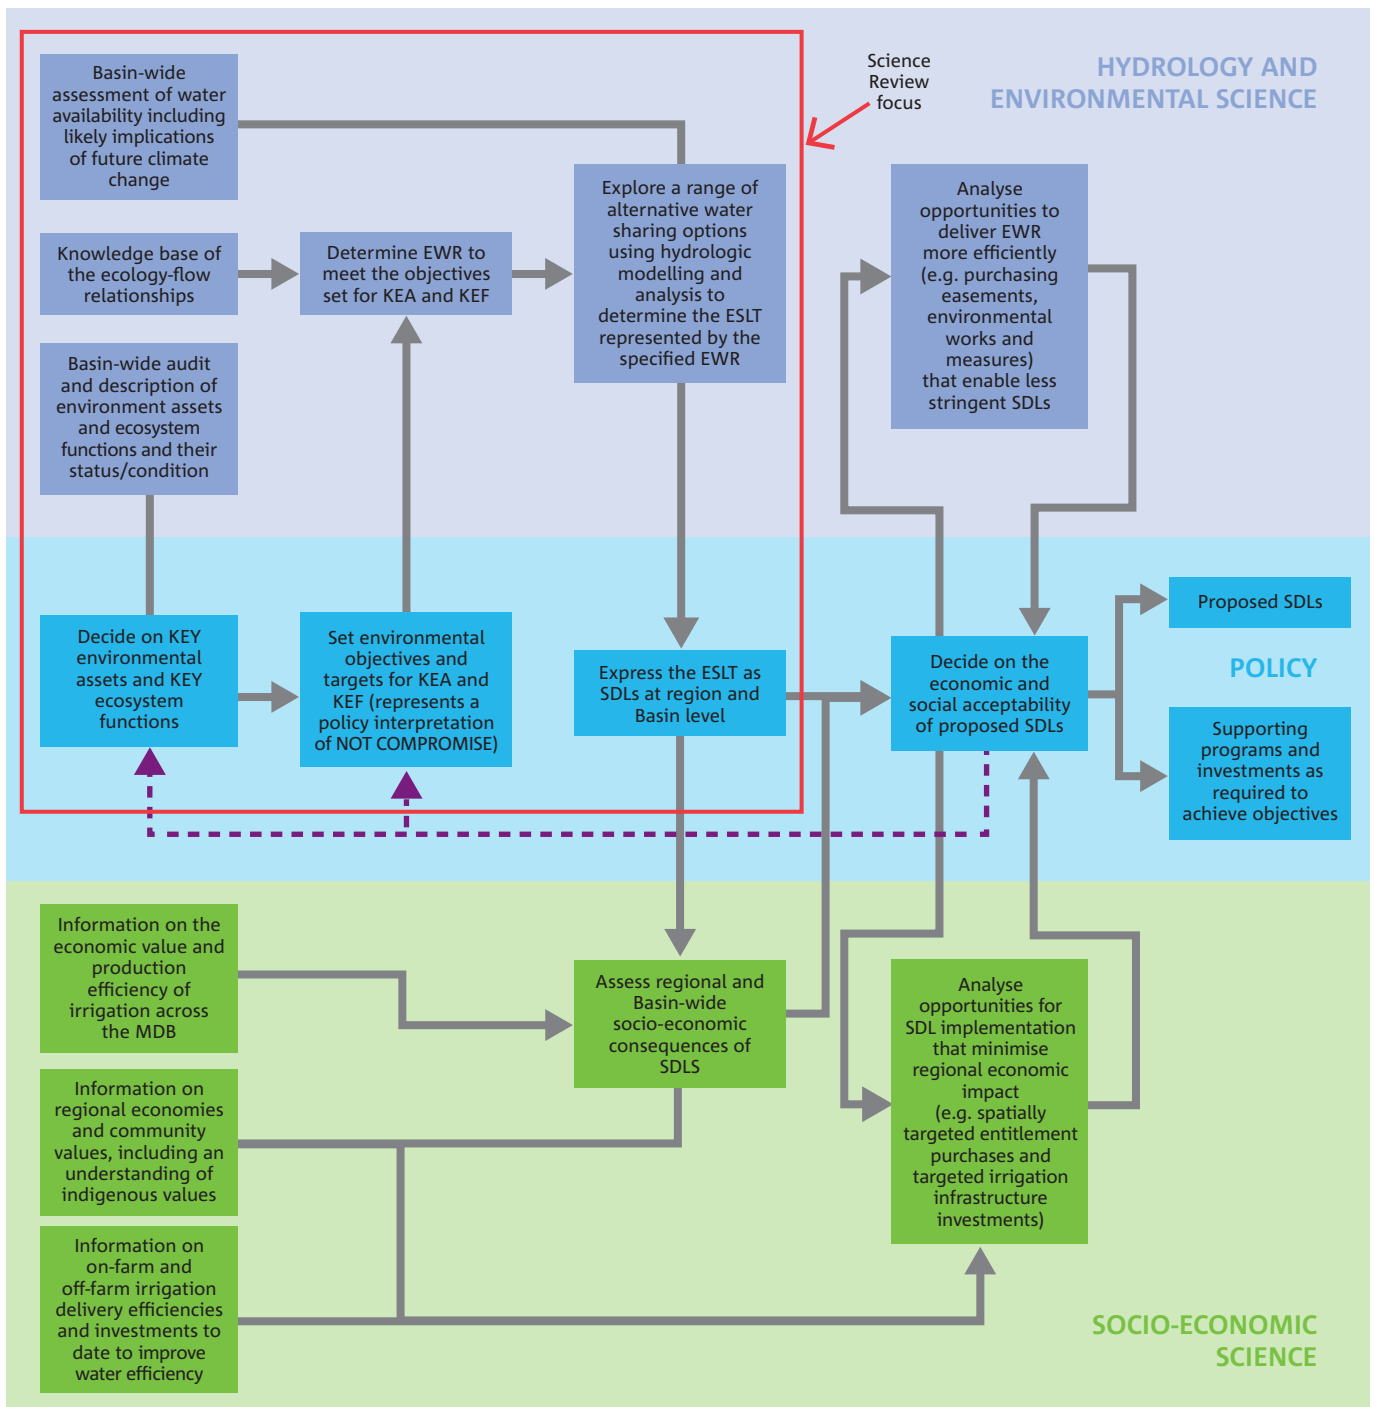 HYDROLOGY AND
ENVIRONMENTAL SCIENCE
Science
Review
focus
Basin-wide
assessment of water
availability including
likely implications
of future climate
change
Knowledge base of
the ecology-flow
relationships
Determine EWR to
meet the objectives
set for KEA and KEF
Explore a range of
alternative water
sharing options
using hydrologic
modelling and
analysis to
determine the ESLT
represented by the
specified EWR
Analyse
opportunities to
deliver EWR
more efficiently
(e.g. purchasing
easements,
environmental
works and
measures)
that enable less
stringent SDLs
Basin-wide audit
and description of
environment assets
and ecosystem
functions and their
status/condition
Decide on KEY
environmental
assets and KEY
ecosystem
functions
Set environmental
objectives and
targets for KEA and
KEF (represents a
policy interpretation
of NOT COMPROMISE)
Express the ESLT as
SDLs at region and
Basin level
Decide on the
economic and
social acceptability
of proposed SDLs
Proposed SDLs
POLICY
Supporting
programs and
investments as
required to
achieve objectives
Information on the
economic value and
production
efficiency of
irrigation across
the MDB
Assess regional and
Basin-wide
socio-economic
consequences of
SDLS
Analyse
opportunities for
SDL implementation
that minimise
regional economic
impact
(e.g. spatially
targeted entitlement
purchases and
targeted irrigation
infrastructure
investments)
Information on
regional economies
and community
values, including an
understanding of
indigenous values
Information on
on-farm and
off-farm irrigation
delivery efficiencies
and investments to
date to improve
water efficiency
SOCIO-ECONOMIC
SCIENCE